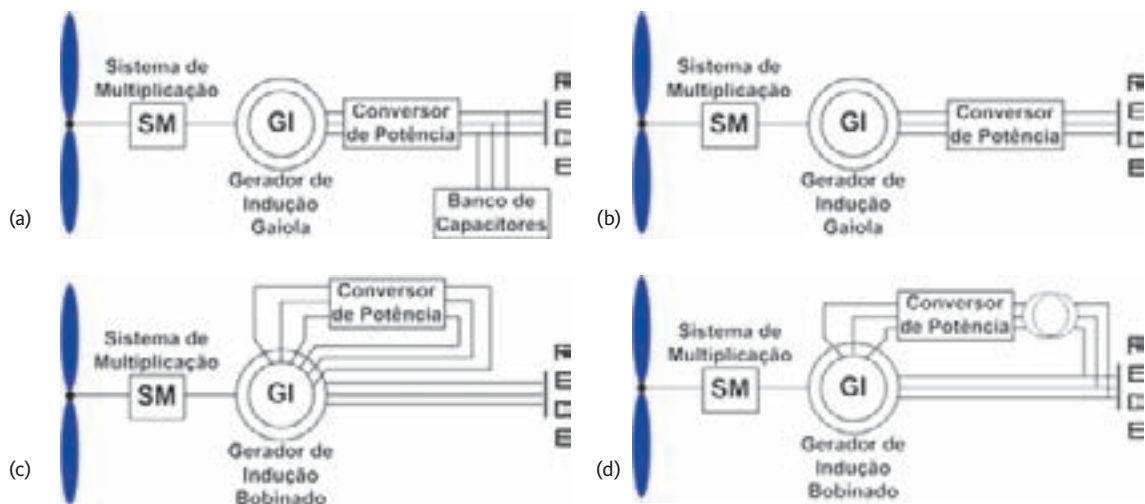 Sistema de
Multiplicação
SM
GI
Conversor
de Potência
Gerador de
Indução
Gaiola
Banco de
Capacitores
(a)
Sistema de
Multiplicação
SM
GI
Conversor
de Potência
Gerador de
Indução
Gaiola
(b)
Conversor
de Potência
Sistema de
Multiplicação
SM
GI
Gerador de
Indução
Bobinado
(c)
Conversor
de Potência
Sistema de
Multiplicação
SM
GI
Gerador de
Indução
Bobinado
(d)